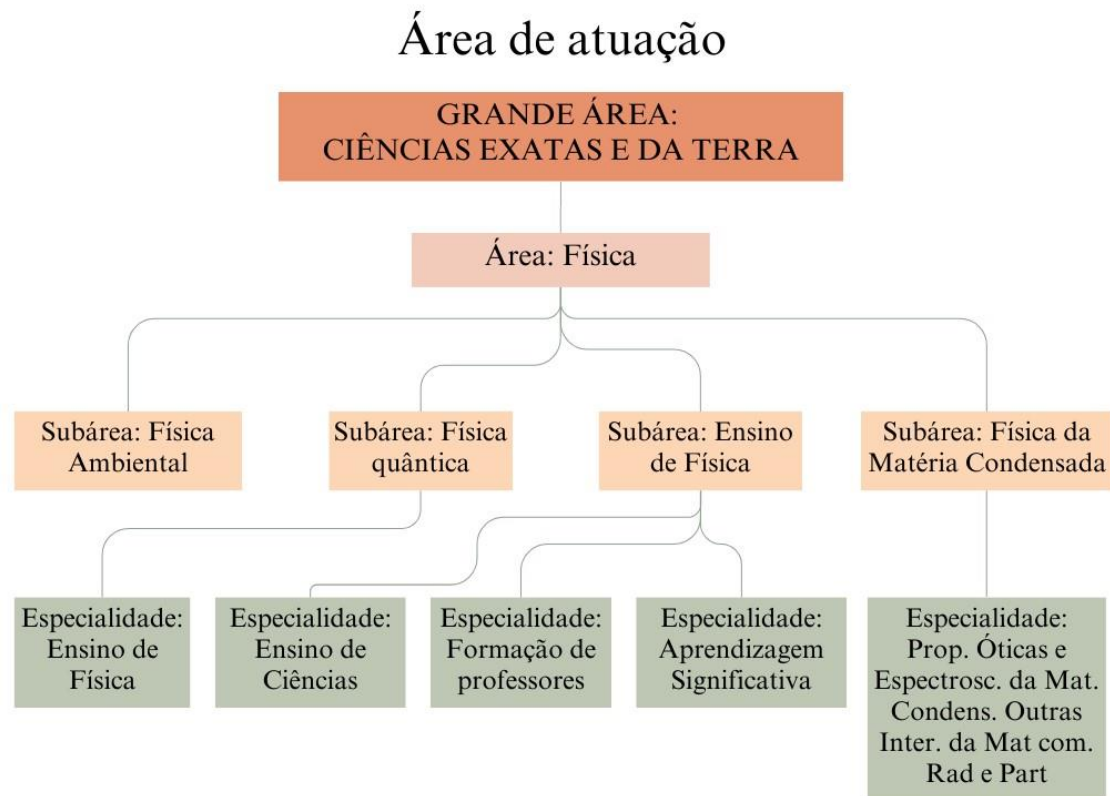 Área de atuação
GRANDE ÁREA:
CIÊNCIAS EXATAS E DA TERRA
Área: Física
Subárea: Física
Ambiental
Subárea: Física
quântica
Subárea: Ensino
de Física
Subárea: Física da
Matéria Condensada
Especialidade:
Ensino de
Física
Especialidade:
Ensino de
Ciências
Especialidade:
Formação de
professores
Especialidade:
Aprendizagem
Significativa
Especialidade:
Prop. Óticas e
Espectrosc. da Mat.
Condens. Outras
Inter. da Mat com.
Rad e Part